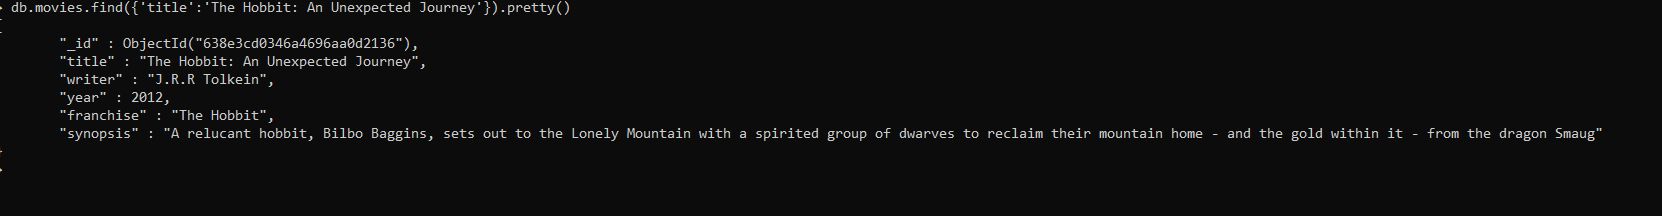 db.movies.find({'title':'The Hobbit: An Unexpected Journey'}).pretty()
"_id" : ObjectId("638e3cd0346a4696aa0d2136"),
"title" : "The Hobbit: An Unexpected Journey",
"writer" : "J.R.R Tolkein",
"year" : 2012,
"franchise" : "The Hobbit",
"synopsis" : "A relucant hobbit, Bilbo Baggins, sets out to the Lonely Mountain with a spirited group of dwarves to reclaim their mountain home - and the gold within it - from the dragon Smaug"